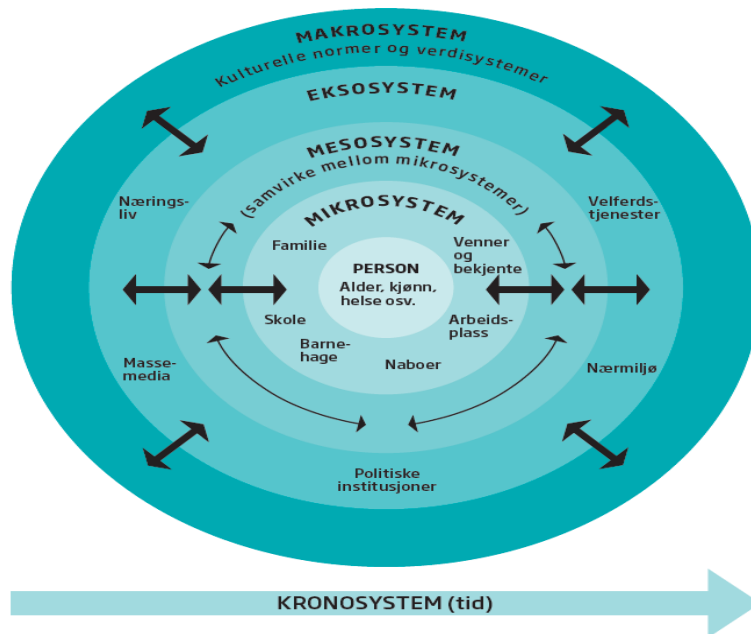 MAKROSYSTEM
Kulturelle normer og verdisystemer
EKSOSYSTEM
MESOSYSTEM
(samvirke mellom mikrosystemer)
MIKROSYSTEM
Nærings-
liv
Velferds-
tjenester
Familie
Venner
og
bekjente
PERSON
Alder, kjønn,
helse osv.
Skole
Barne-
hage
Arbeids-
plass
Naboer
Masse-
media
Nærmiljø
Politiske
institusjoner
KRONOSYSTEM (tid)